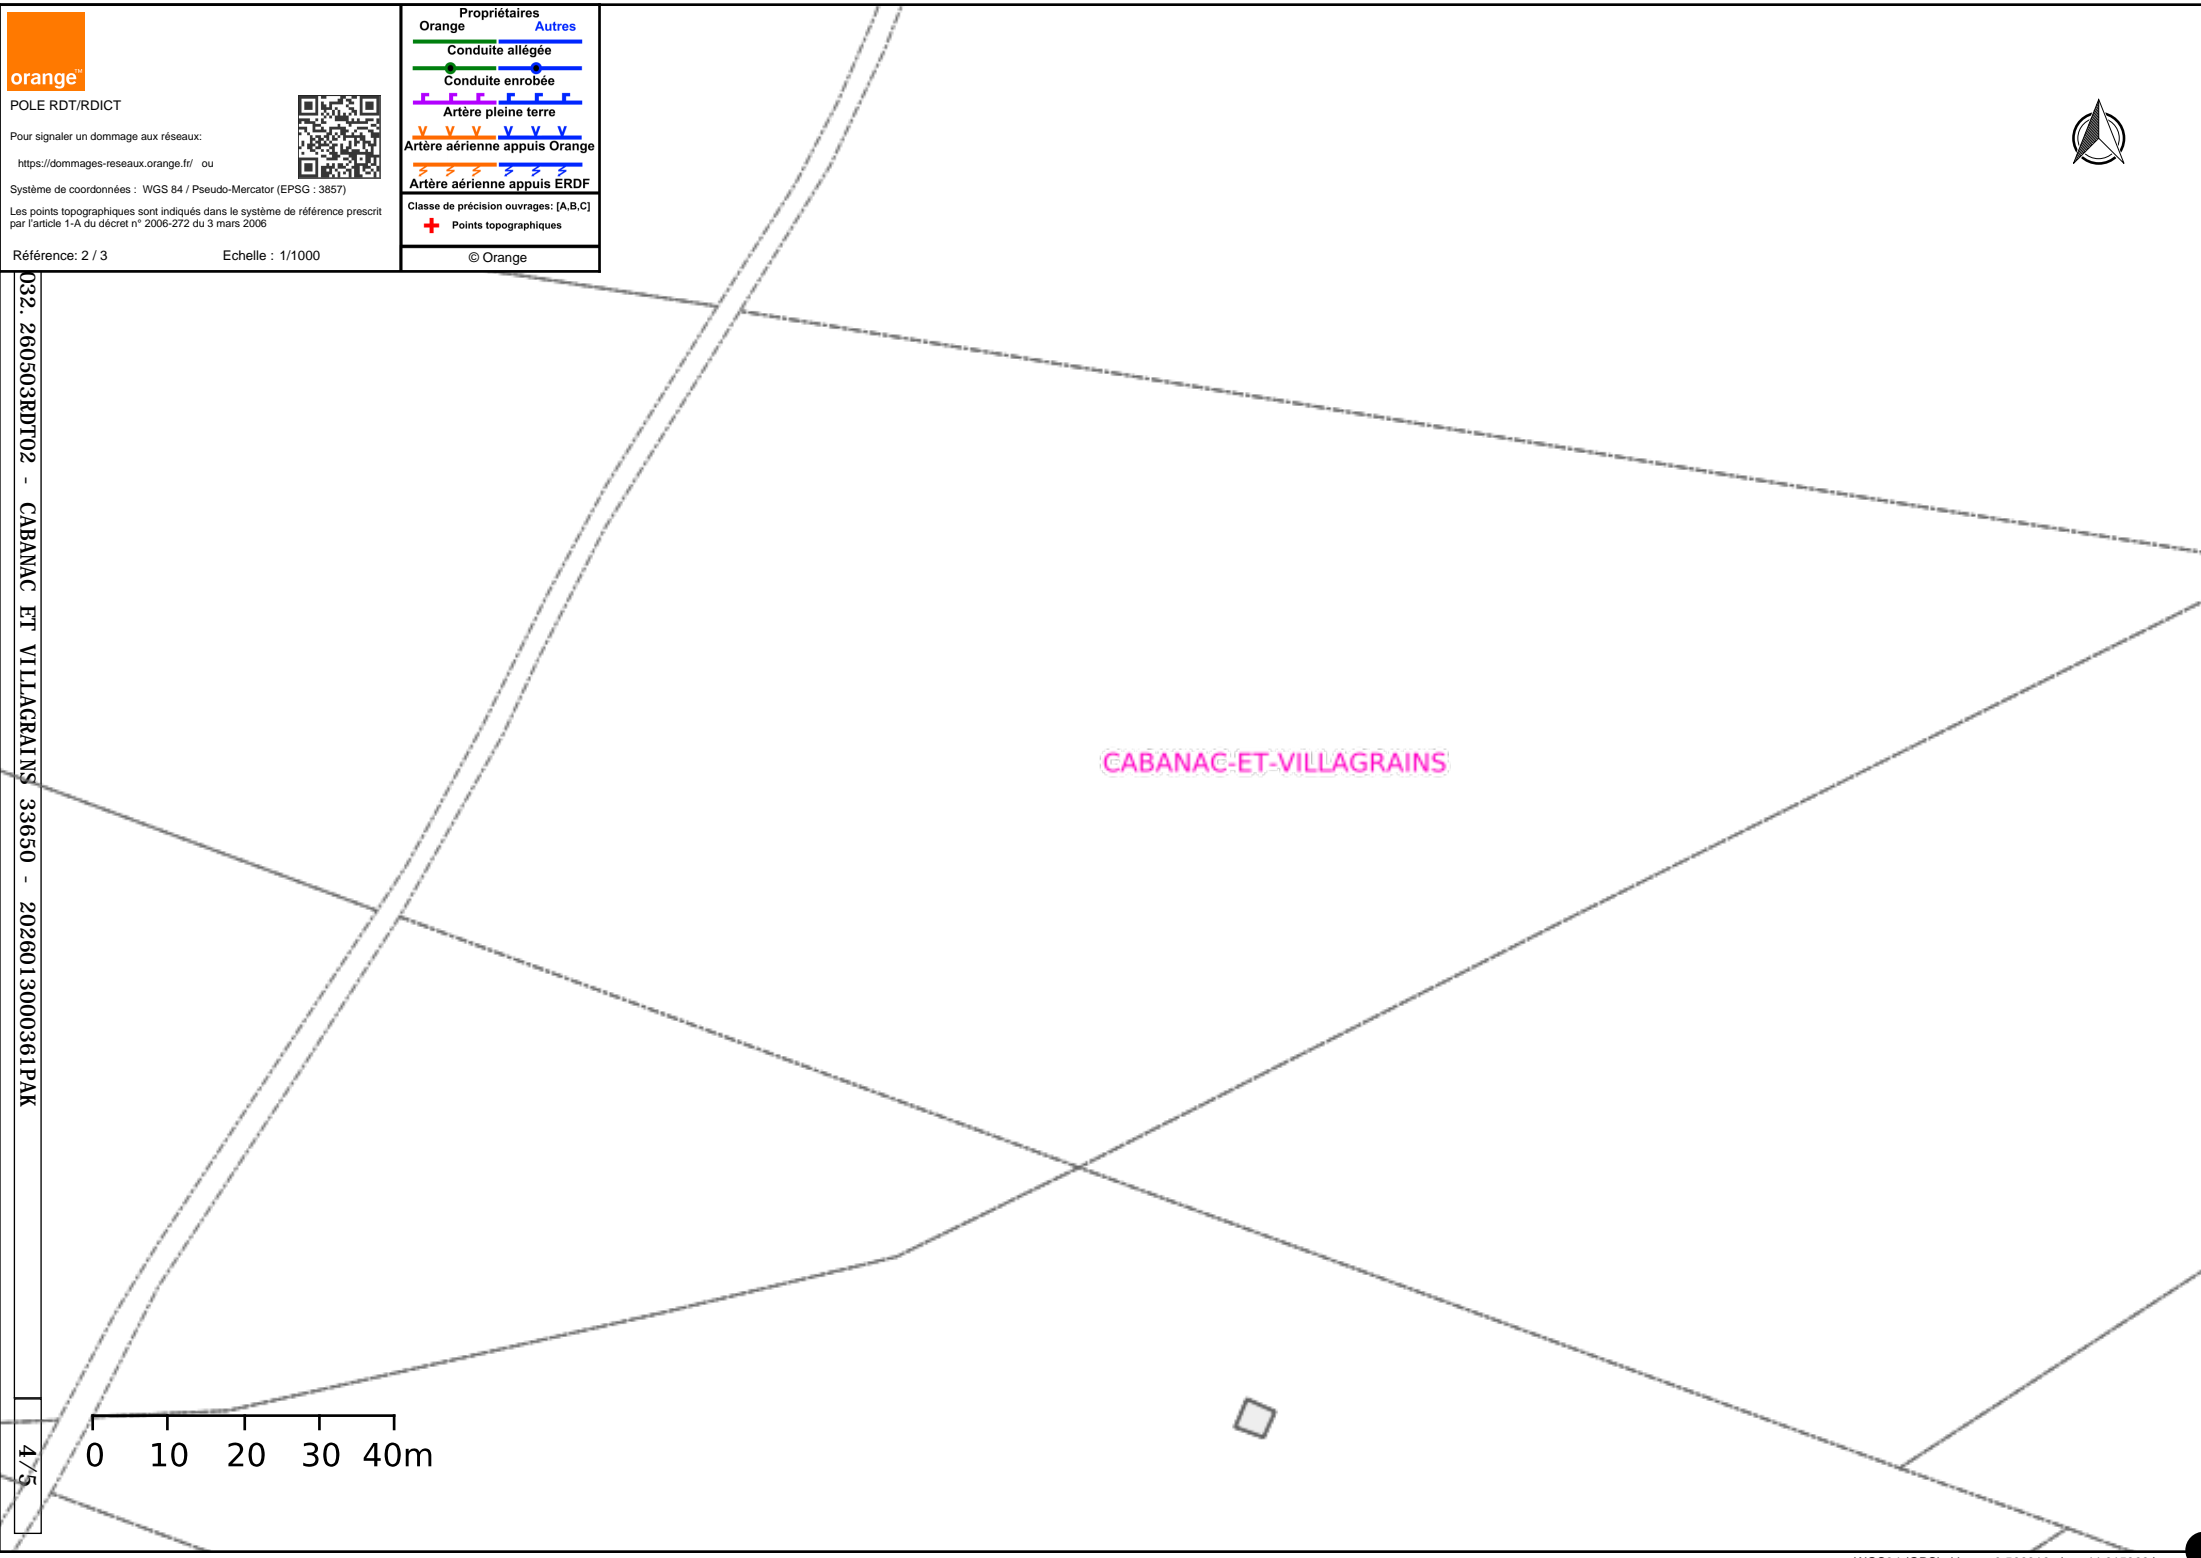 orange™
POLE RDT/RDICT
Pour signaler un dommage aux réseaux:
https://dommages-reseaux.orange.fr/ ou
Système de coordonnées : WGS 84 / Pseudo-Mercator (EPSG : 3857)
Les points topographiques sont indiqués dans le système de référence prescrit
par l'article 1-A du décret n° 2006-272 du 3 mars 2006
Référence: 2 / 3
Echelle : 1/1000
Propriétaires
Orange Autres
Conduite allégée
Conduite enrobée
Artère pleine terre
Artère aérienne appuis Orange
Artère aérienne appuis ERDF
Classe de précision ouvrages: [A,B,C]
Points topographiques
© Orange
032. 260503RDT02 - CABANAC ET VILLAGRAINS 33650 - 2026013000361PAK
4/5
CABANAC-ET-VILLAGRAINS
0 10 20 30 40m